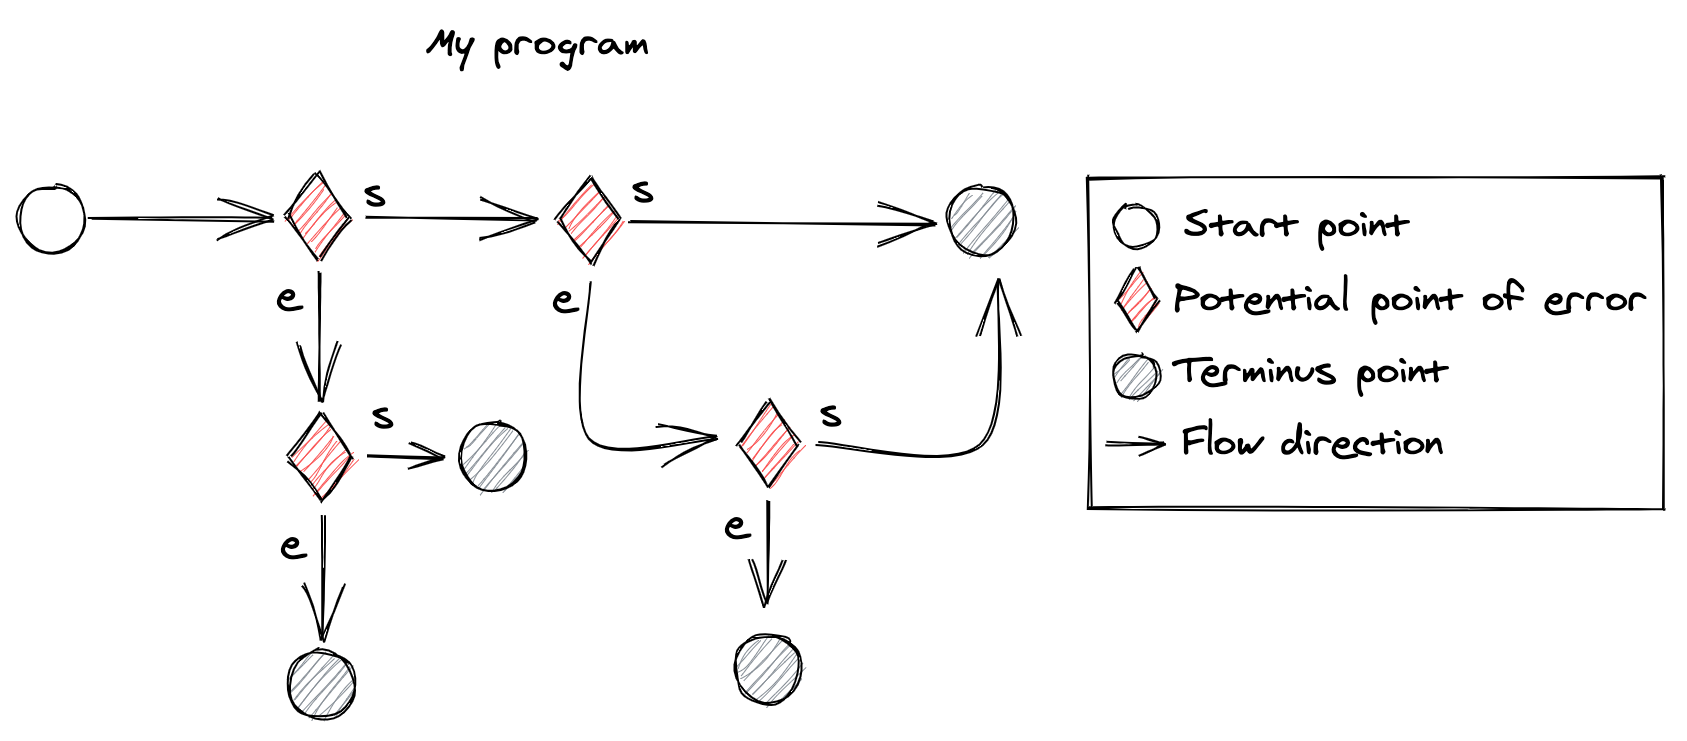 My program
s
s
e
e
s
s
e
e
Start point
Potential point of error
Terminus point
Flow direction